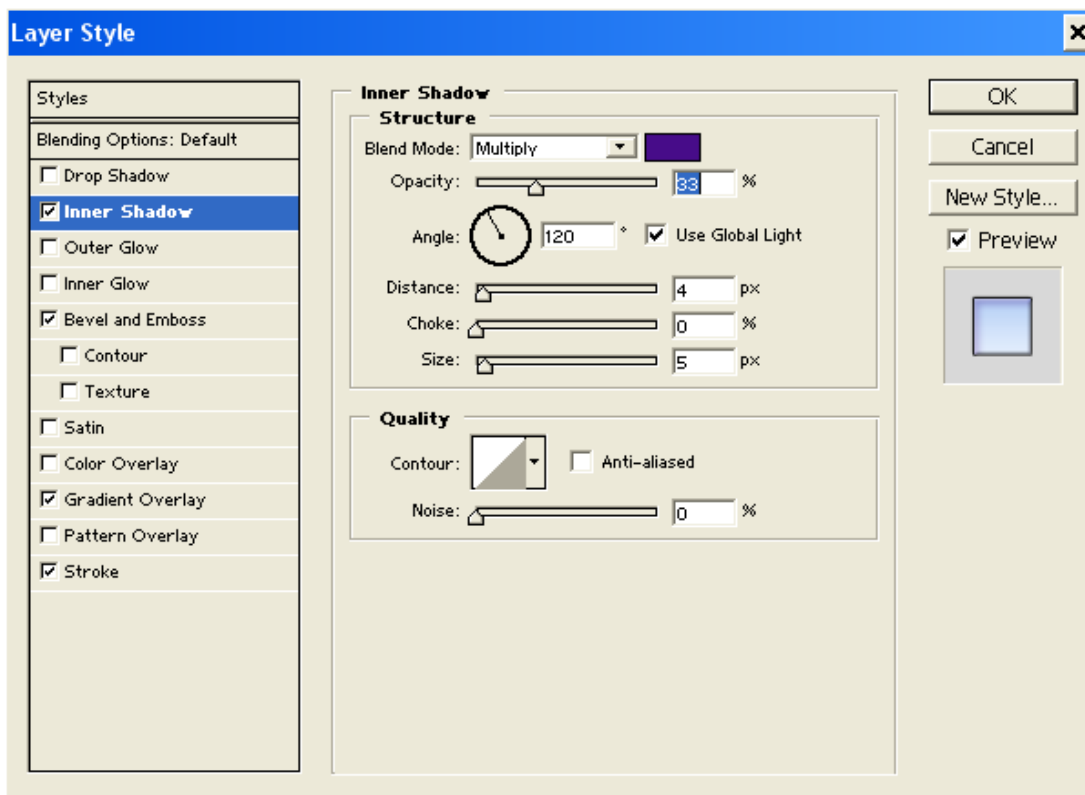 Layer Style
Styles
Blending Options: Default
Drop Shadow
Inner Shadow
Outer Glow
Inner Glow
Bevel and Emboss
Contour
Texture
Satin
Color Overlay
Gradient Overlay
Pattern Overlay
Stroke
Inner Shadow
Structure
Blend Mode: Multiply
Opacity: 33 %
Angle: 120 ° Use Global Light
Distance: 4 px
Choke: 0 %
Size: 5 px
Quality
Contour: Anti-aliased
Noise: 0 %
OK
Cancel
New Style...
Preview